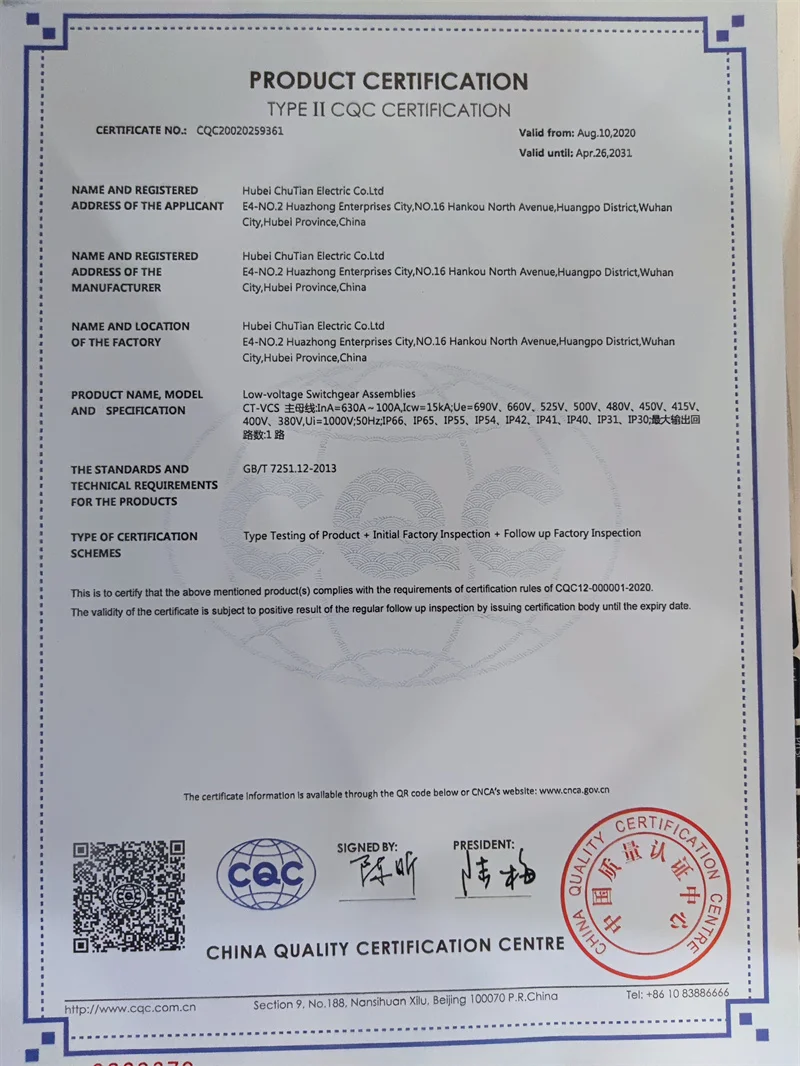 PRODUCT CERTIFICATION
TYPE II CQC CERTIFICATION
CERTIFICATE NO.: CQC20020259361
Valid from: Aug.10,2020
Valid until: Apr.26,2031
NAME AND REGISTERED
ADDRESS OF THE APPLICANT
Hubei ChuTian Electric Co.Ltd
E4-NO.2 Huazhong Enterprises City,NO.16 Hankou North Avenue,Huangpo District,Wuhan
City,Hubei Province,China
NAME AND REGISTERED
ADDRESS OF THE
MANUFACTURER
Hubei ChuTian Electric Co.Ltd
E4-NO.2 Huazhong Enterprises City,NO.16 Hankou North Avenue,Huangpo District,Wuhan
City,Hubei Province,China
NAME AND LOCATION
OF THE FACTORY
Hubei ChuTian Electric Co.Ltd
E4-NO.2 Huazhong Enterprises City,NO.16 Hankou North Avenue,Huangpo District,Wuhan
City,Hubei Province,China
PRODUCT NAME, MODEL
AND SPECIFICATION
Low-voltage Switchgear Assemblies
CT-VCS 主母线:InA=630A~100A,Icw=15kA;Ue=690V、660V、525V、500V、480V、450V、415V、
400V、380V,Ui=1000V;50Hz;IP66、IP65、IP55、IP54、IP42、IP41、IP40、IP31、IP30;最大输出回
路数:1 路
THE STANDARDS AND
TECHNICAL REQUIREMENTS
FOR THE PRODUCTS
GB/T 7251.12-2013
TYPE OF CERTIFICATION
SCHEMES
Type Testing of Product + Initial Factory Inspection + Follow up Factory Inspection
CQC
This is to certify that the above mentioned product(s) complies with the requirements of certification rules of CQC12-000001-2020.
The validity of the certificate is subject to positive result of the regular follow up inspection by issuing certification body until the expiry date.
The certificate information is available through the QR code below or CNCA's website: www.cnca.gov.cn
CQC
SIGNED BY:
陈昕
PRESIDENT:
陆梅
CHINA QUALITY CERTIFICATION CENTRE
中国质量认证中心
CHINA QUALITY CERTIFICATION CENTRE
http://www.cqc.com.cn
Section 9, No.188, Nansihuan Xilu, Beijing 100070 P.R.China
Tel: +86 10 83886666